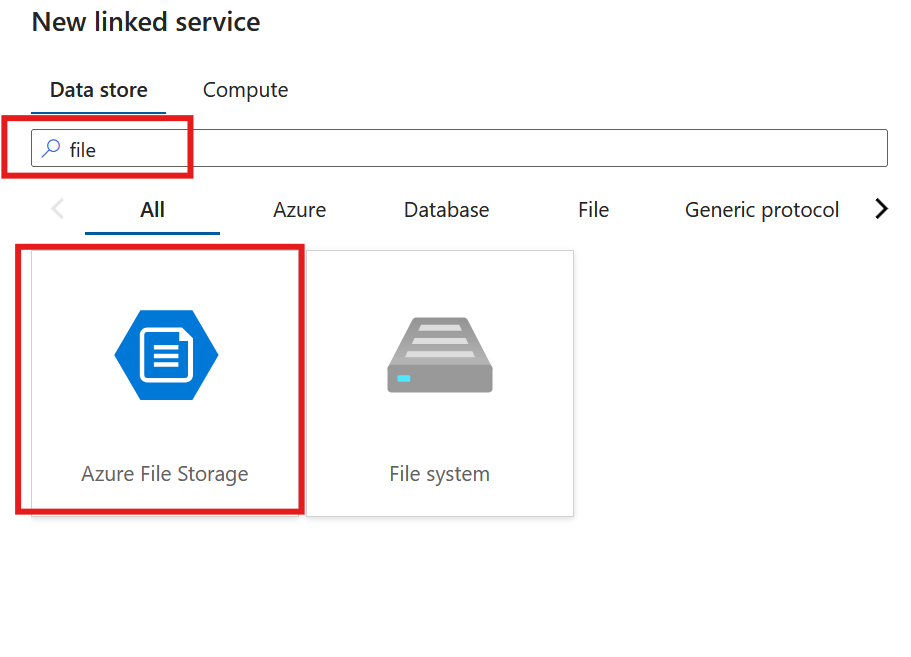 New linked service
Data store Compute
file
All Azure Database File Generic protocol
Azure File Storage File system